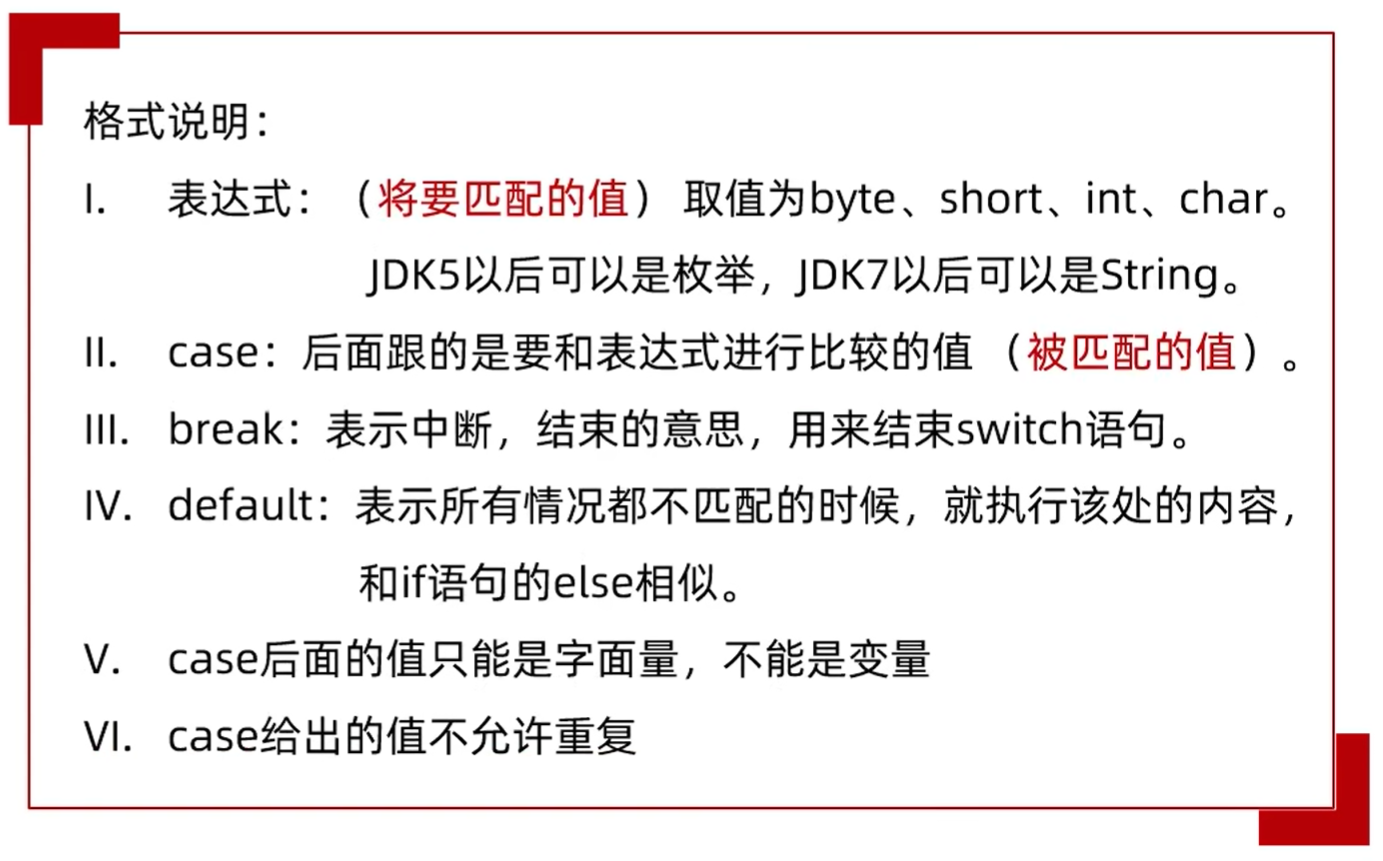 格式说明：
I. 表达式：（将要匹配的值） 取值为byte、short、int、char。
JDK5以后可以是枚举，JDK7以后可以是String。
II. case：后面跟的是要和表达式进行比较的值 （被匹配的值）。
III. break：表示中断，结束的意思，用来结束switch语句。
IV. default：表示所有情况都不匹配的时候，就执行该处的内容，
和if语句的else相似。
V. case后面的值只能是字面量，不能是变量
VI. case给出的值不允许重复